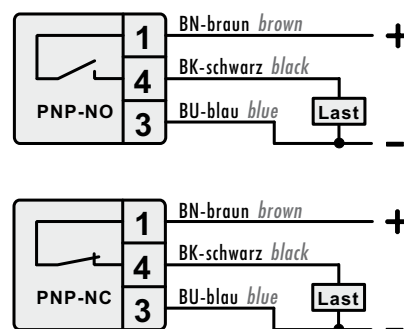 1 BN-braun brown +
4 BK-schwarz black
PNP-NO Last
3 BU-blau blue −
1 BN-braun brown +
4 BK-schwarz black
PNP-NC Last
3 BU-blau blue −